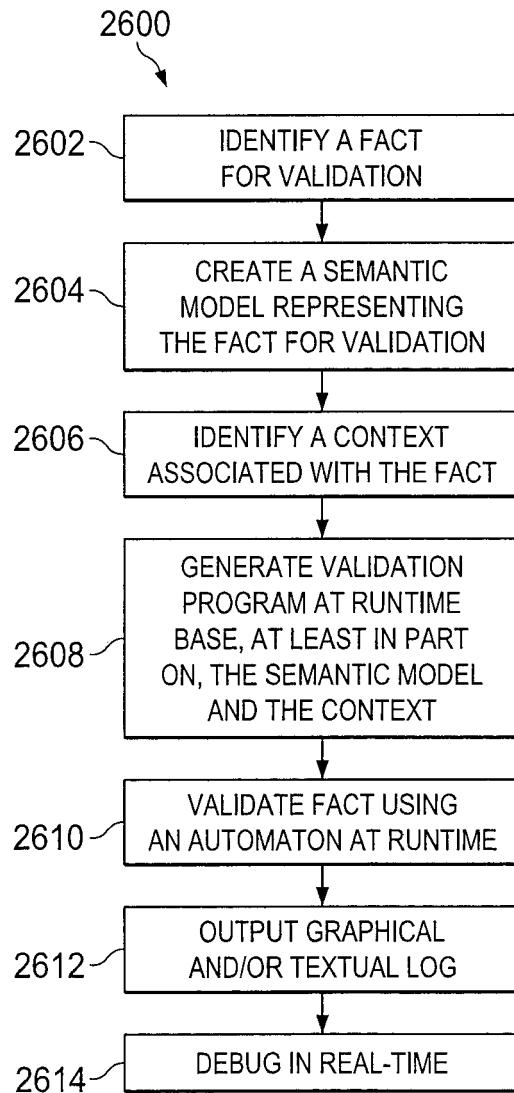 2600
2602
IDENTIFY A FACT
FOR VALIDATION
2604
CREATE A SEMANTIC
MODEL REPRESENTING
THE FACT FOR VALIDATION
2606
IDENTIFY A CONTEXT
ASSOCIATED WITH THE FACT
2608
GENERATE VALIDATION
PROGRAM AT RUNTIME
BASE, AT LEAST IN PART
ON, THE SEMANTIC MODEL
AND THE CONTEXT
2610
VALIDATE FACT USING
AN AUTOMATON AT RUNTIME
2612
OUTPUT GRAPHICAL
AND/OR TEXTUAL LOG
2614
DEBUG IN REAL-TIME